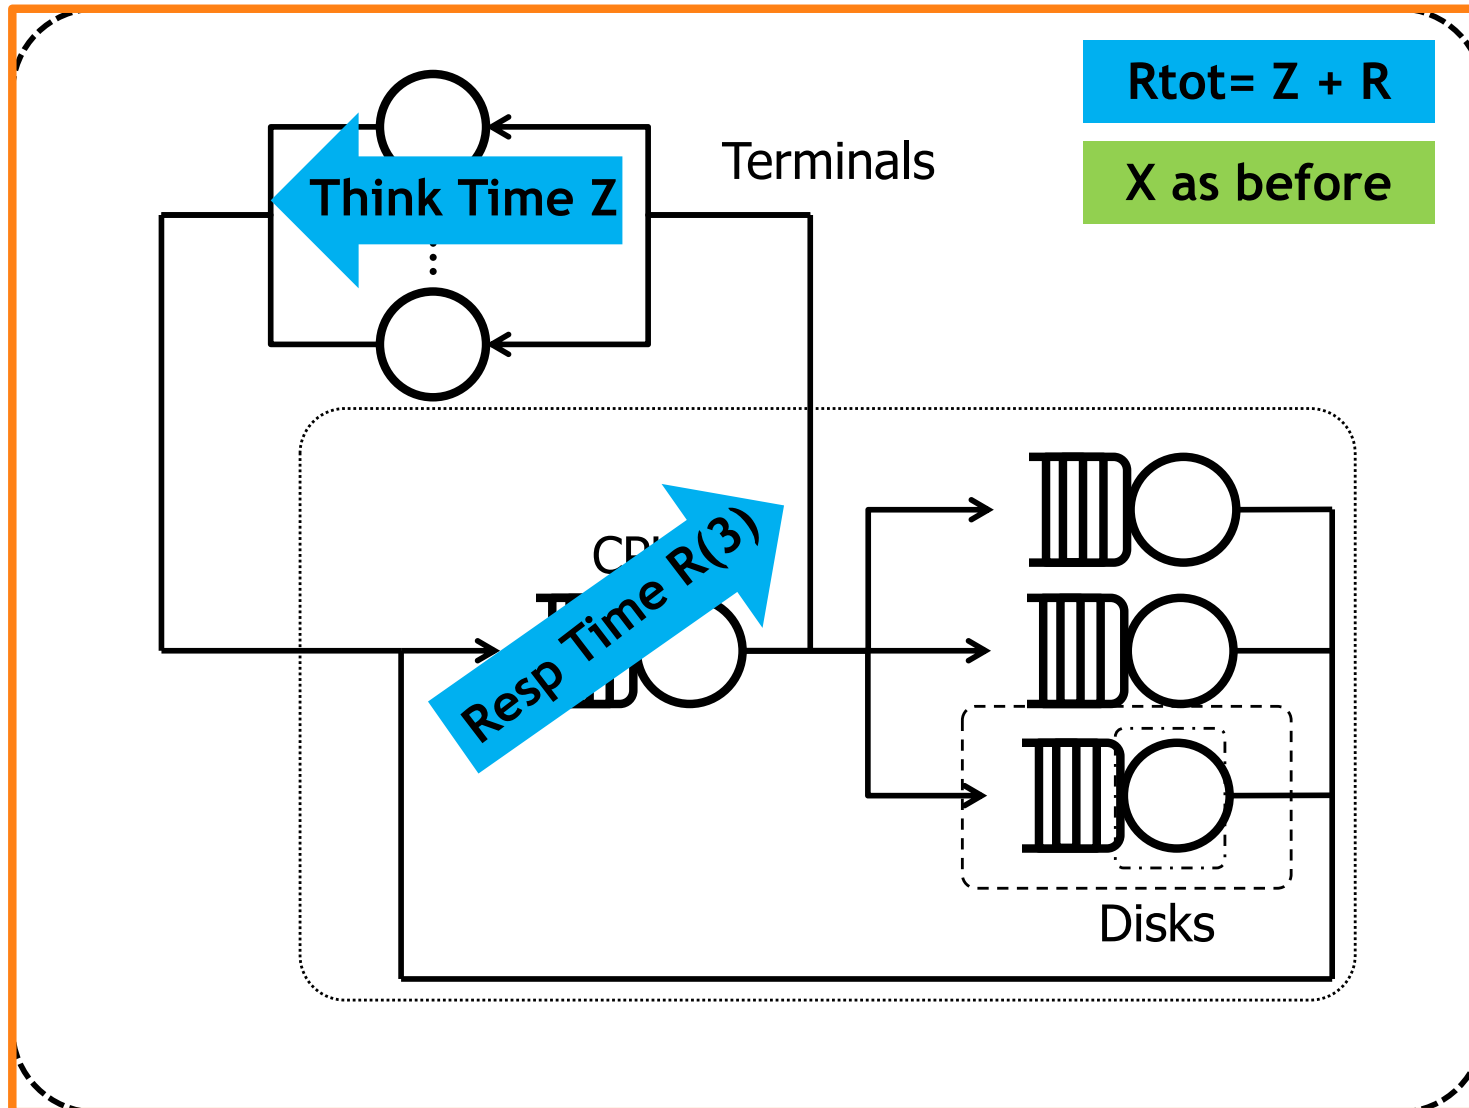 Rtot= Z + R
Terminals
X as before
Think Time Z
Resp Time R(3)
Disks